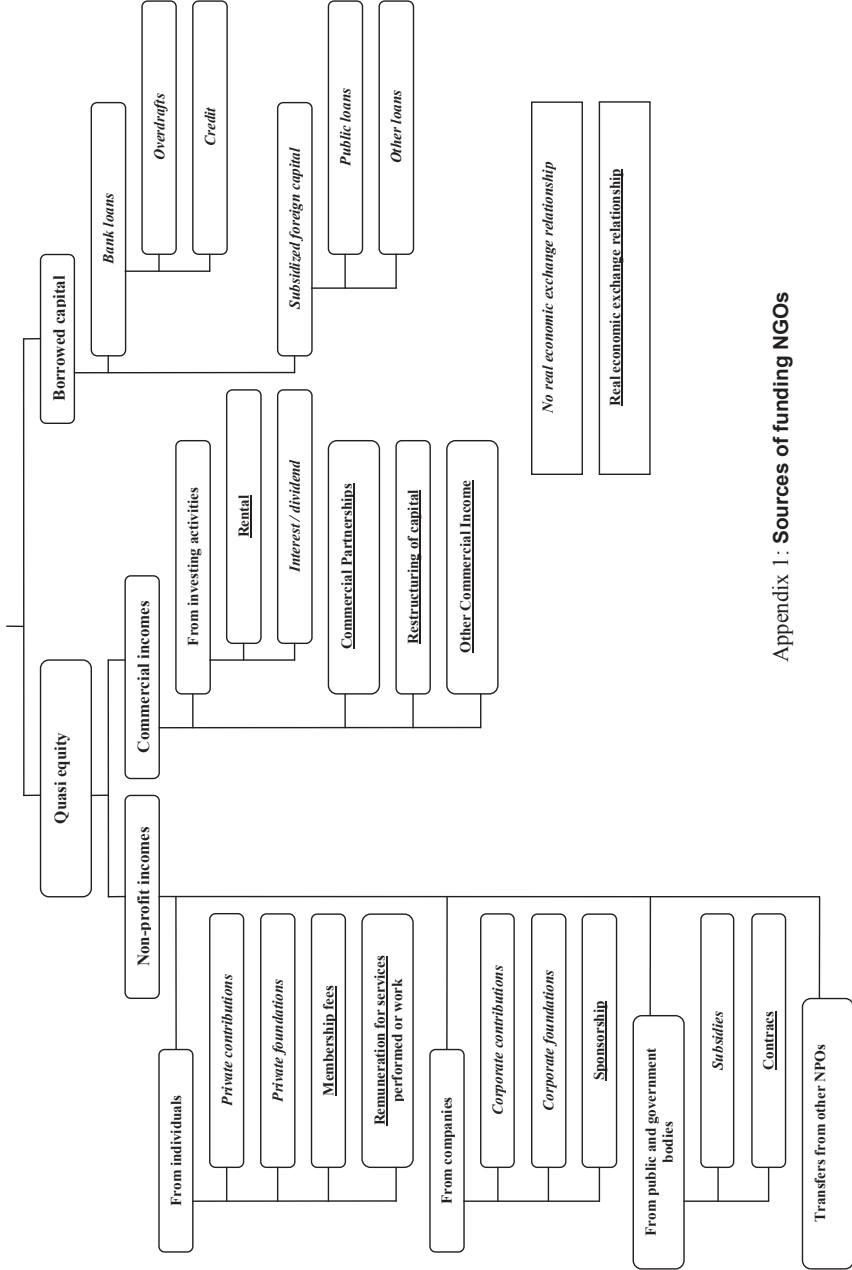 Quasi equity
Non-profit incomes
From individuals
Private contributions
Private foundations
Membership fees
Remuneration for services
performed or work
From companies
Corporate contributions
Corporate foundations
Sponsorship
From public and government
bodies
Subsidies
Contracs
Transfers from other NPOs
Commercial incomes
From investing activities
Rental
Interest / dividend
Commercial Partnerships
Restructuring of capital
Other Commercial Income
Borrowed capital
Bank loans
Overdrafts
Credit
Subsidized foreign capital
Public loans
Other loans
No real economic exchange relationship
Real economic exchange relationship
Appendix 1: Sources of funding NGOs